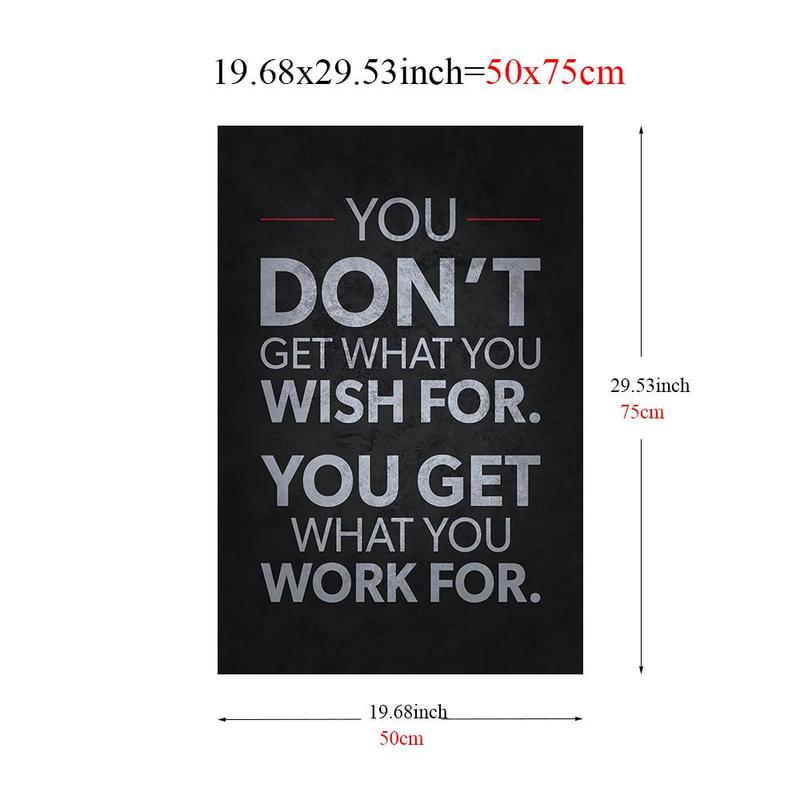 19.68x29.53inch=50x75cm
YOU
DON'T
GET WHAT YOU
WISH FOR.
YOU GET
WHAT YOU
WORK FOR.
29.53inch
75cm
19.68inch
50cm